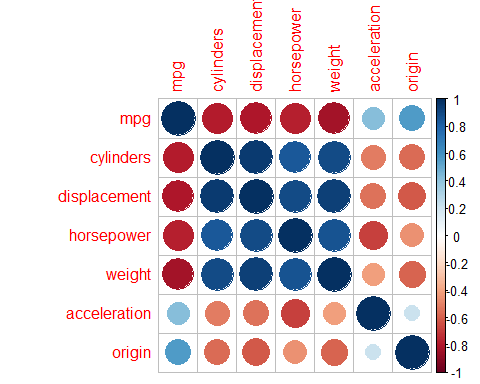 mpg
cylinders
displacement
horsepower
weight
acceleration
origin
mpg
cylinders
displacement
horsepower
weight
acceleration
origin
1
0.8
0.6
0.4
0.2
0
-0.2
-0.4
-0.6
-0.8
-1